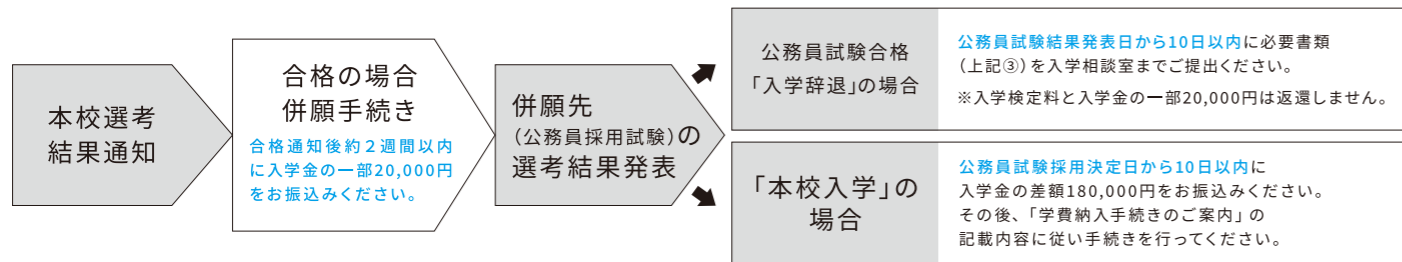 本校選考
結果通知
合格の場合
併願手続き
合格通知後約2週間以内
に入学金の一部20,000円
をお振込みください。
併願先
（公務員採用試験）の
選考結果発表
公務員試験合格
「入学辞退」の場合
公務員試験結果発表日から10日以内に必要書類
（上記③）を入学相談室までご提出ください。
※入学検定料と入学金の一部20,000円は返還しません。
「本校入学」の
場合
公務員試験採用決定日から10日以内に
入学金の差額180,000円をお振込みください。
その後、「学費納入手続きのご案内」の
記載内容に従い手続きを行ってください。